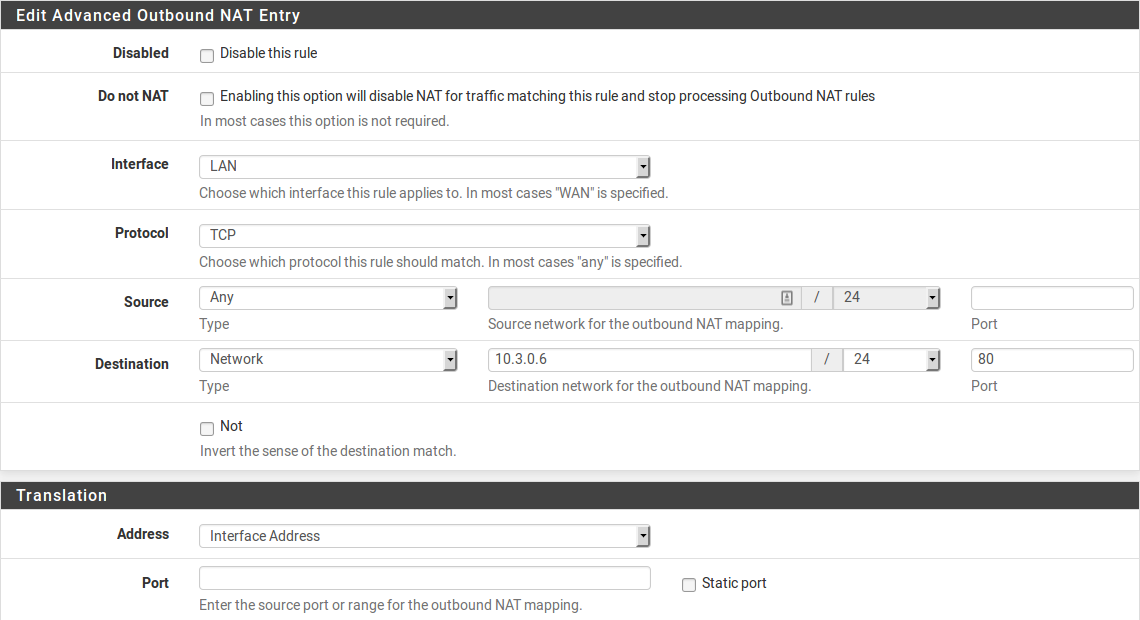 Edit Advanced Outbound NAT Entry
Disabled Disable this rule
Do not NAT Enabling this option will disable NAT for traffic matching this rule and stop processing Outbound NAT rules
In most cases this option is not required.
Interface LAN
Choose which interface this rule applies to. In most cases "WAN" is specified.
Protocol TCP
Choose which protocol this rule should match. In most cases "any" is specified.
Source Any / 24
Type Source network for the outbound NAT mapping. Port
Destination Network 10.3.0.6 / 24 80
Type Destination network for the outbound NAT mapping. Port
Not
Invert the sense of the destination match.
Translation
Address Interface Address
Port Static port
Enter the source port or range for the outbound NAT mapping.